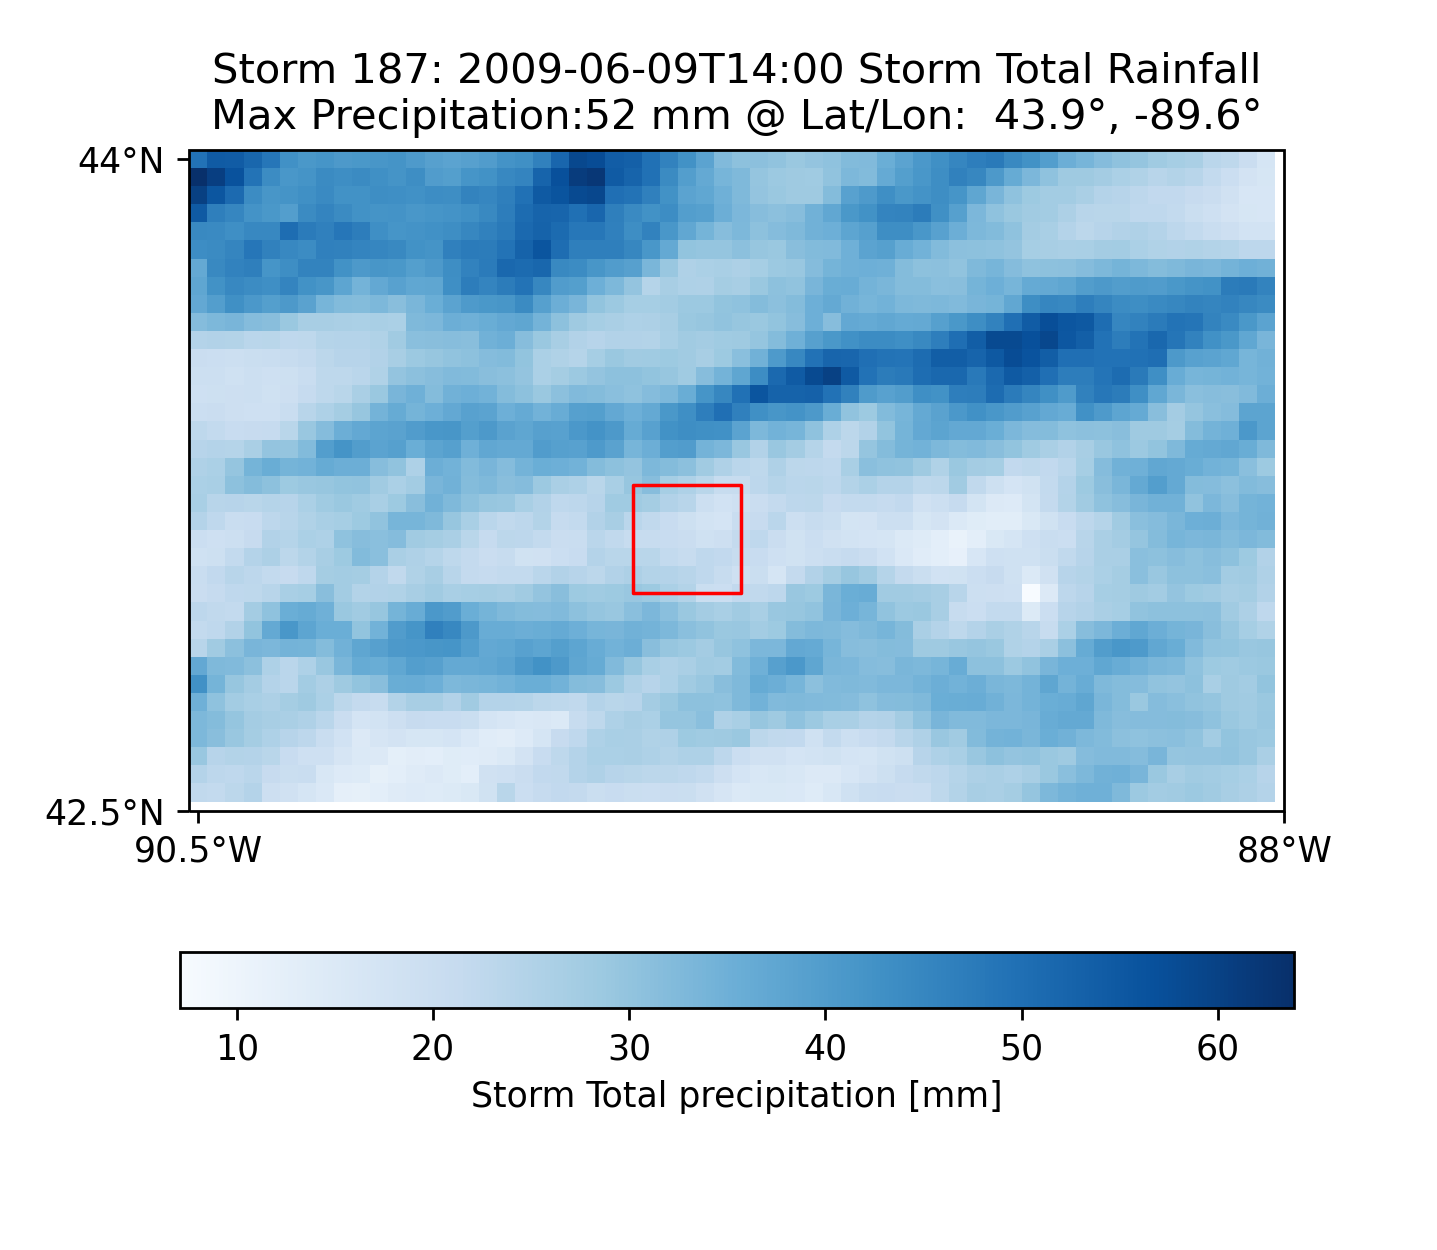 Storm 187: 2009-06-09T14:00 Storm Total Rainfall
Max Precipitation:52 mm @ Lat/Lon:  43.9°, -89.6°
44°N
42.5°N
90.5°W 88°W
10 20 30 40 50 60
Storm Total precipitation [mm]